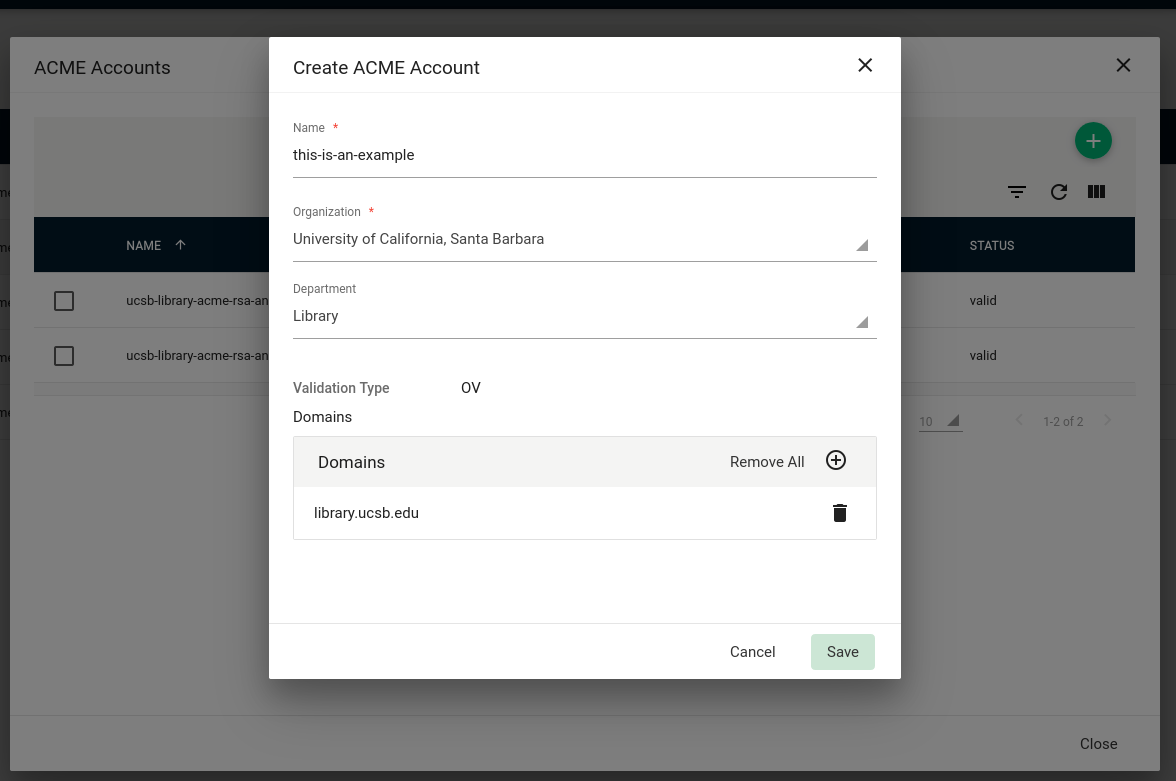 ACME Accounts
Create ACME Account
Name *
this-is-an-example
Organization *
University of California, Santa Barbara
Department
Library
Validation Type OV
Domains
Domains Remove All
library.ucsb.edu
Cancel Save
NAME STATUS
ucsb-library-acme-rsa-an valid
ucsb-library-acme-rsa-an valid
10 1-2 of 2
Close